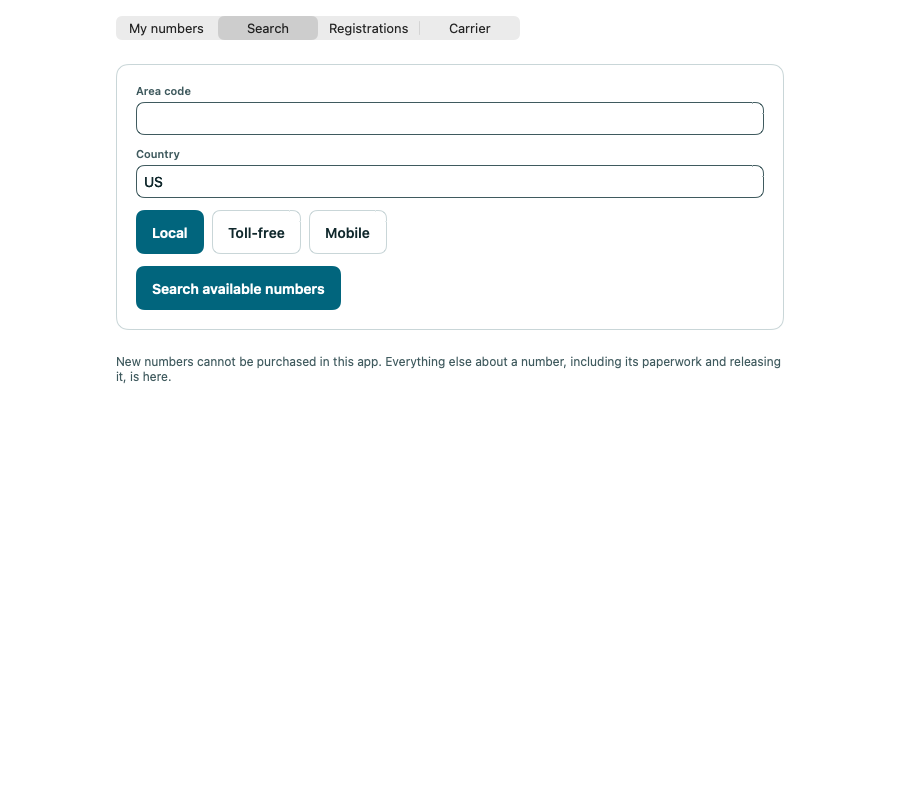 My numbers Search Registrations Carrier
Area code
Country
US
Local Toll-free Mobile
Search available numbers
New numbers cannot be purchased in this app. Everything else about a number, including its paperwork and releasing
it, is here.